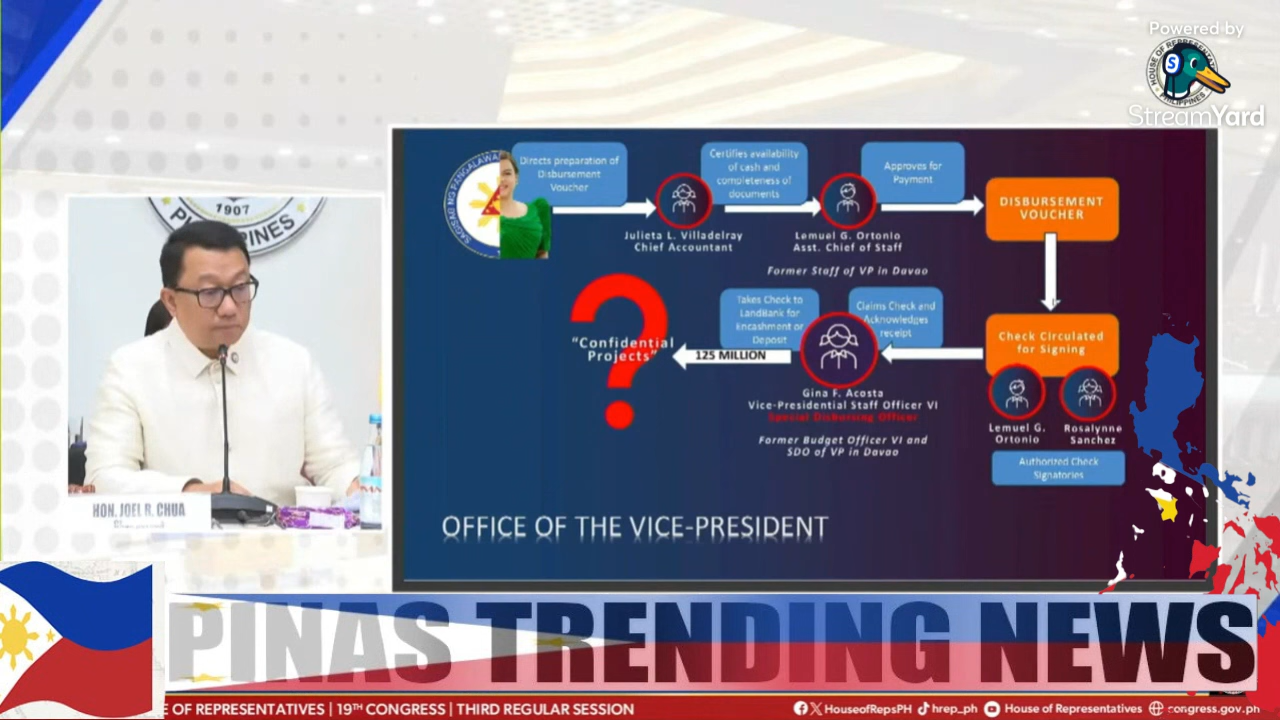 Powered by
StreamYard
1907
HON. JOEL R. CHUA
Directs preparation of
Disbursement
Voucher
Certifies availability
of cash and
completeness of
documents
Approves for
Payment
DISBURSEMENT
VOUCHER
Julieta L. Villadelray
Chief Accountant
Lemuel G. Ortonio
Asst. Chief of Staff
Former Staff of VP in Davao
Check Circulated
for Signing
Lemuel G.
Ortonio
Rosalynne
Sanchez
Authorized Check
Signatories
Claims Check and
Acknowledges
receipt
Takes Check to
LandBank for
Encashment or
Deposit
Gina F. Acosta
Vice-Presidential Staff Officer VI
Special Disbursing Officer
Former Budget Officer VI and
SDO of VP in Davao
125 MILLION
"Confidential
Projects"
?
OFFICE OF THE VICE-PRESIDENT
PINAS TRENDING NEWS
E OF REPRESENTATIVES | 19TH CONGRESS | THIRD REGULAR SESSION
HouseofRepsPH hrep_ph House of Representatives congress.gov.ph